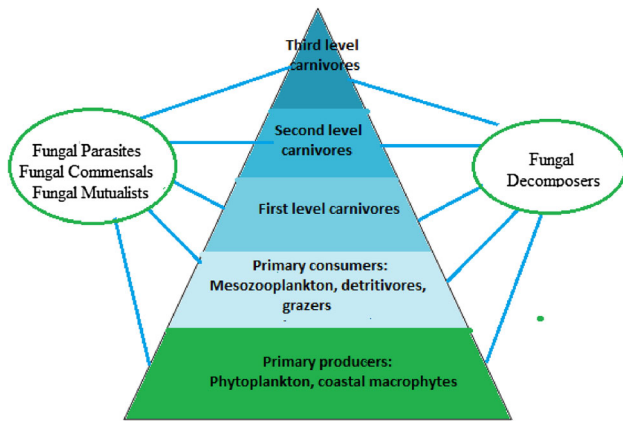 Third level
carnivores
Second level
carnivores
Fungal Parasites
Fungal Commensals
Fungal Mutualists
Fungal
Decomposers
First level carnivores
Primary consumers:
Mesozooplankton, detritivores,
grazers
Primary producers:
Phytoplankton, coastal macrophytes